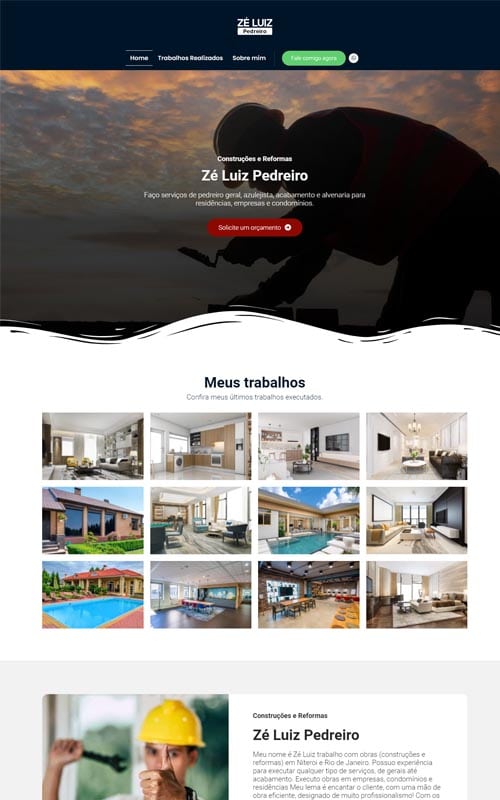 ZÉ LUIZ
Pedreiro
Home Trabalhos Realizados Sobre mim Fale comigo agora
Construções e Reformas
Zé Luiz Pedreiro
Faço serviços de pedreiro geral, azulejista, acabamento e alvenaria para
residências, empresas e condomínios.
Solicite um orçamento
Meus trabalhos
Confira meus últimos trabalhos executados.
Construções e Reformas
Zé Luiz Pedreiro
Meu nome é Zé Luiz trabalho com obras (construções e
reformas) em Niteroi e Rio de Janeiro. Possuo experiência
para executar qualquer tipo de serviços, de gerais até
acabamento. Executo obras em empresas, condomínios e
residências Meu lema é encantar o cliente, com uma mão de
obra eficiente, designado de muito profissionalismo! Com os